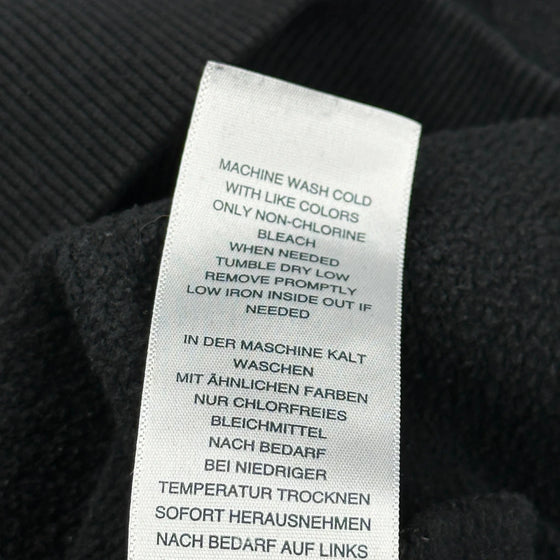 MACHINE WASH COLD
WITH LIKE COLORS
ONLY NON-CHLORINE
BLEACH
WHEN NEEDED
TUMBLE DRY LOW
REMOVE PROMPTLY
LOW IRON INSIDE OUT IF
NEEDED
IN DER MASCHINE KALT
WASCHEN
MIT ÄHNLICHEN FARBEN
NUR CHLORFREIES
BLEICHMITTEL
NACH BEDARF
BEI NIEDRIGER
TEMPERATUR TROCKNEN
SOFORT HERAUSNEHMEN
NACH BEDARF AUF LINKS